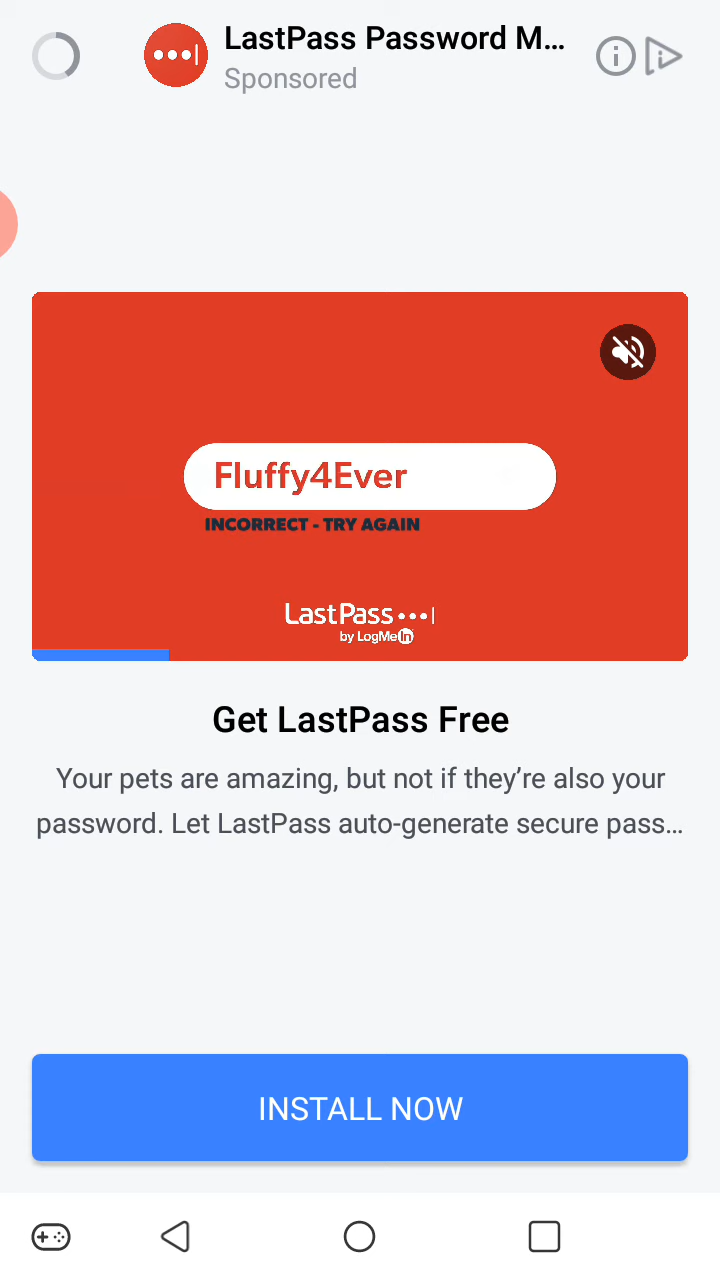 LastPass Password M...
Sponsored
Fluffy4Ever
INCORRECT - TRY AGAIN
LastPass•••|
by LogMeIn
Get LastPass Free
Your pets are amazing, but not if they’re also your
password. Let LastPass auto-generate secure pass...
INSTALL NOW